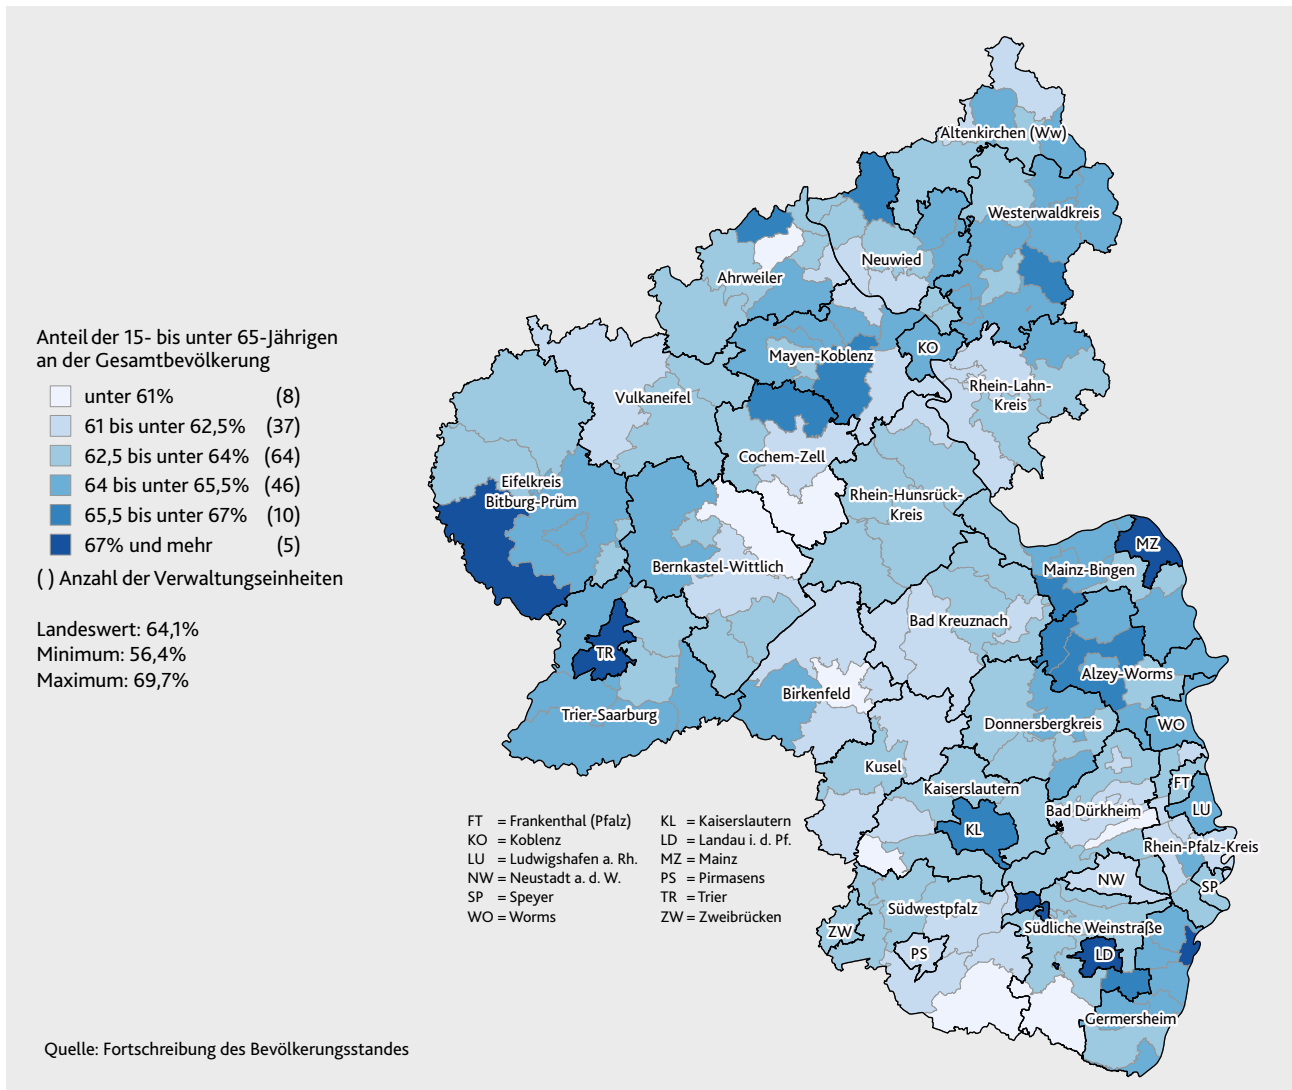 Altenkirchen (Ww)
Westerwaldkreis
Neuwied
Ahrweiler
Anteil der 15- bis unter 65-Jährigen
an der Gesamtbevölkerung
unter 61% (8)
61 bis unter 62,5% (37)
62,5 bis unter 64% (64)
64 bis unter 65,5% (46)
65,5 bis unter 67% (10)
67% und mehr (5)
( ) Anzahl der Verwaltungseinheiten
Landeswert: 64,1%
Minimum: 56,4%
Maximum: 69,7%
KO
Mayen-Koblenz
Rhein-Lahn-
Kreis
Vulkaneifel
Cochem-Zell
Eifelkreis
Bitburg-Prüm
Rhein-Hunsrück-
Kreis
MZ
Mainz-Bingen
Bernkastel-Wittlich
Bad Kreuznach
TR
Alzey-Worms
Birkenfeld
Trier-Saarburg
Donnersbergkreis
WO
Kusel
Kaiserslautern
FT
Bad Dürkheim
LU
KL
Rhein-Pfalz-Kreis
NW
SP
Südwestpfalz
ZW
Südliche Weinstraße
PS
LD
Germersheim
FT = Frankenthal (Pfalz)
KO = Koblenz
LU = Ludwigshafen a. Rh.
NW = Neustadt a. d. W.
SP = Speyer
WO = Worms
KL = Kaiserslautern
LD = Landau i. d. Pf.
MZ = Mainz
PS = Pirmasens
TR = Trier
ZW = Zweibrücken
Quelle: Fortschreibung des Bevölkerungsstandes